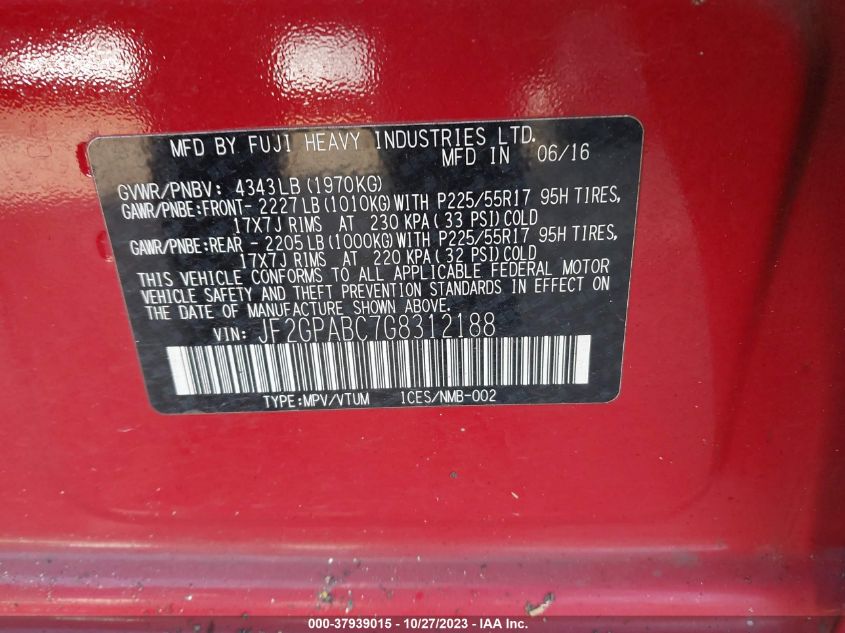 MFD BY FUJI HEAVY INDUSTRIES LTD.
MFD IN 06/16
GVWR/PNBV: 4343LB (1970KG)
GAWR/PNBE:FRONT- 2227LB (1010KG) WITH P225/55R17 95H TIRES,
17X7J RIMS AT 230 KPA (33 PSI) COLD
GAWR/PNBE:REAR - 2205LB (1000KG) WITH P225/55R17 95H TIRES,
17X7J RIMS AT 220 KPA (32 PSI) COLD
THIS VEHICLE CONFORMS TO ALL APPLICABLE FEDERAL MOTOR
VEHICLE SAFETY AND THEFT PREVENTION STANDARDS IN EFFECT ON
THE DATE OF MANUFACTURE SHOWN ABOVE.
VIN: JF2GPABC7G8312188
TYPE:MPV/VTUM ICES/NMB-002
000-37939015 - 10/27/2023 - IAA Inc.